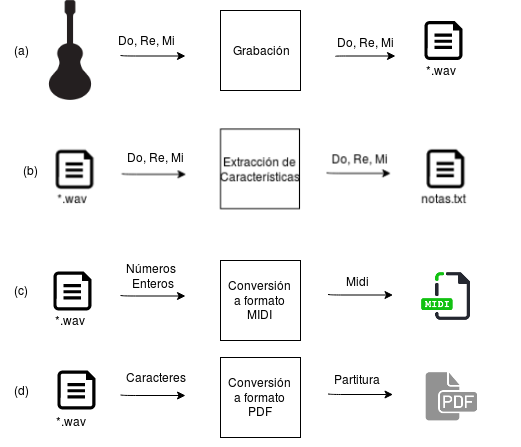 (a)
Do, Re, Mi
Grabación
Do, Re, Mi
*.wav
(b)
Do, Re, Mi
Extracción de
Características
Do, Re, Mi
*.wav
notas.txt
(c)
Números
Enteros
Conversión
a formato
MIDI
Midi
*.wav
MIDI
(d)
Caracteres
Conversión
a formato
PDF
Partitura
*.wav
PDF